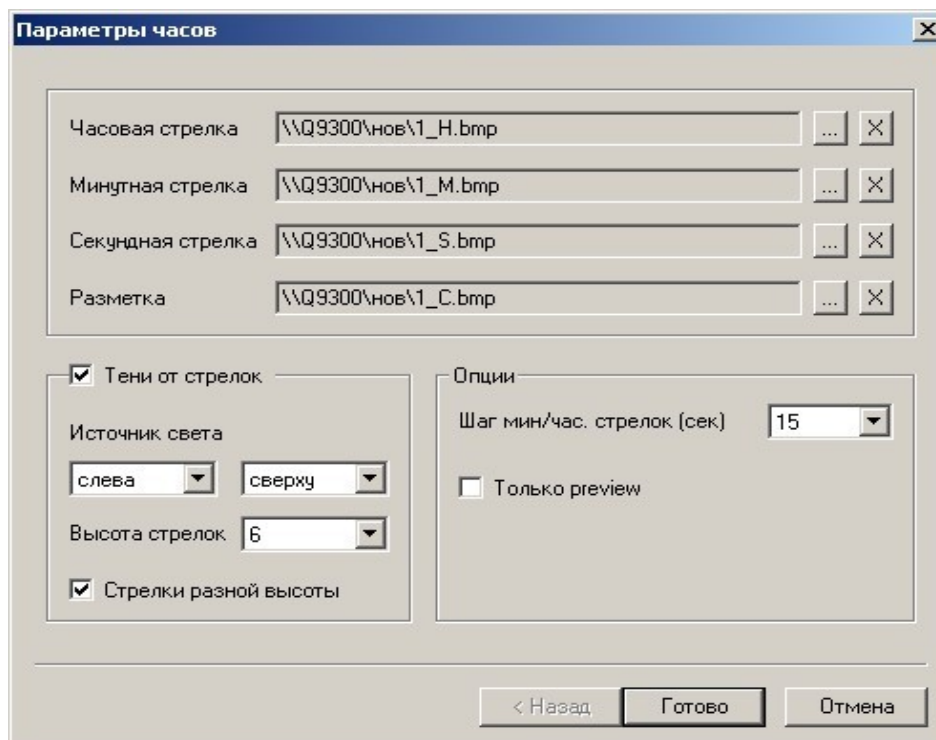 Параметры часов
Часовая стрелка \\Q9300\нов\1_H.bmp ... X
Минутная стрелка \\Q9300\нов\1_M.bmp ... X
Секундная стрелка \\Q9300\нов\1_S.bmp ... X
Разметка \\Q9300\нов\1_C.bmp ... X
Тени от стрелок
Источник света
слева сверху
Высота стрелок 6
Стрелки разной высоты
Опции
Шаг мин/час. стрелок (сек) 15
Только preview
< Назад Готово Отмена